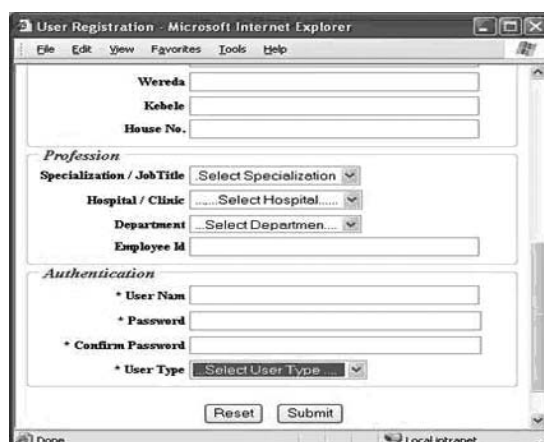 User Registration - Microsoft Internet Explorer
File Edit View Favorites Tools Help
Wereda
Kebele
House No.
Profession
Specialization / JobTitle .Select Specialization
Hospital / Clinic ......Select Hospital......
Department ...Select Departmen....
Employee Id
Authentication
* User Nam
* Password
* Confirm Password
* User Type ...Select User Type ....
Reset Submit
Done Local intranet